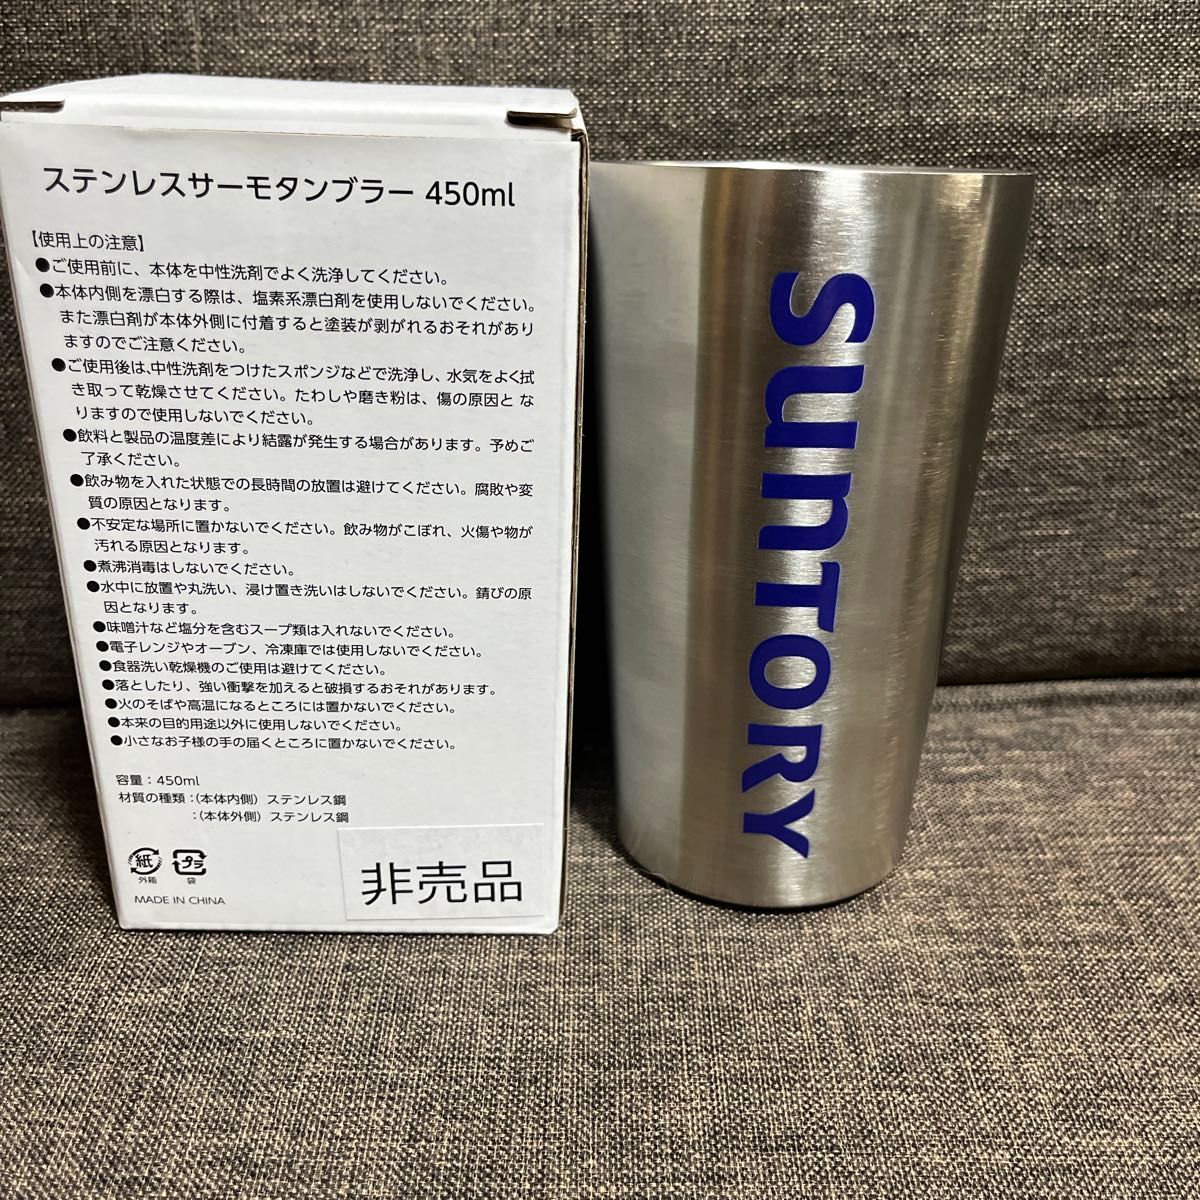 ステンレスサーモタンブラー 450ml
【使用上の注意】
●ご使用前に、本体を中性洗剤でよく洗浄してください。
●本体内側を漂白する際は、塩素系漂白剤を使用しないでください。
また漂白剤が本体外側に付着すると塗装が剥がれるおそれがあり
ますのでご注意ください。
●ご使用後は、中性洗剤をつけたスポンジなどで洗浄し、水気をよく拭
き取って乾燥させてください。たわしや磨き粉は、傷の原因と な
りますので使用しないでください。
●飲料と製品の温度差により結露が発生する場合があります。予めご
了承ください。
●飲み物を入れた状態での長時間の放置は避けてください。腐敗や変
質の原因となります。
●不安定な場所に置かないでください。飲み物がこぼれ、火傷や物が
汚れる原因となります。
●煮沸消毒はしないでください。
●水中に放置や丸洗い、浸け置き洗いはしないでください。錆びの原
因となります。
●味噌汁など塩分を含むスープ類は入れないでください。
●電子レンジやオーブン、冷凍庫では使用しないでください。
●食器洗い乾燥機のご使用は避けてください。
●落としたり、強い衝撃を加えると破損するおそれがあります。
●火のそばや高温になるところには置かないでください。
●本来の目的用途以外に使用しないでください。
●小さなお子様の手の届くところに置かないでください。
容量：450ml
材質の種類：（本体内側）ステンレス鋼
：（本体外側）ステンレス鋼
紙 プラ
外箱 袋
MADE IN CHINA
非売品
SUNTORY